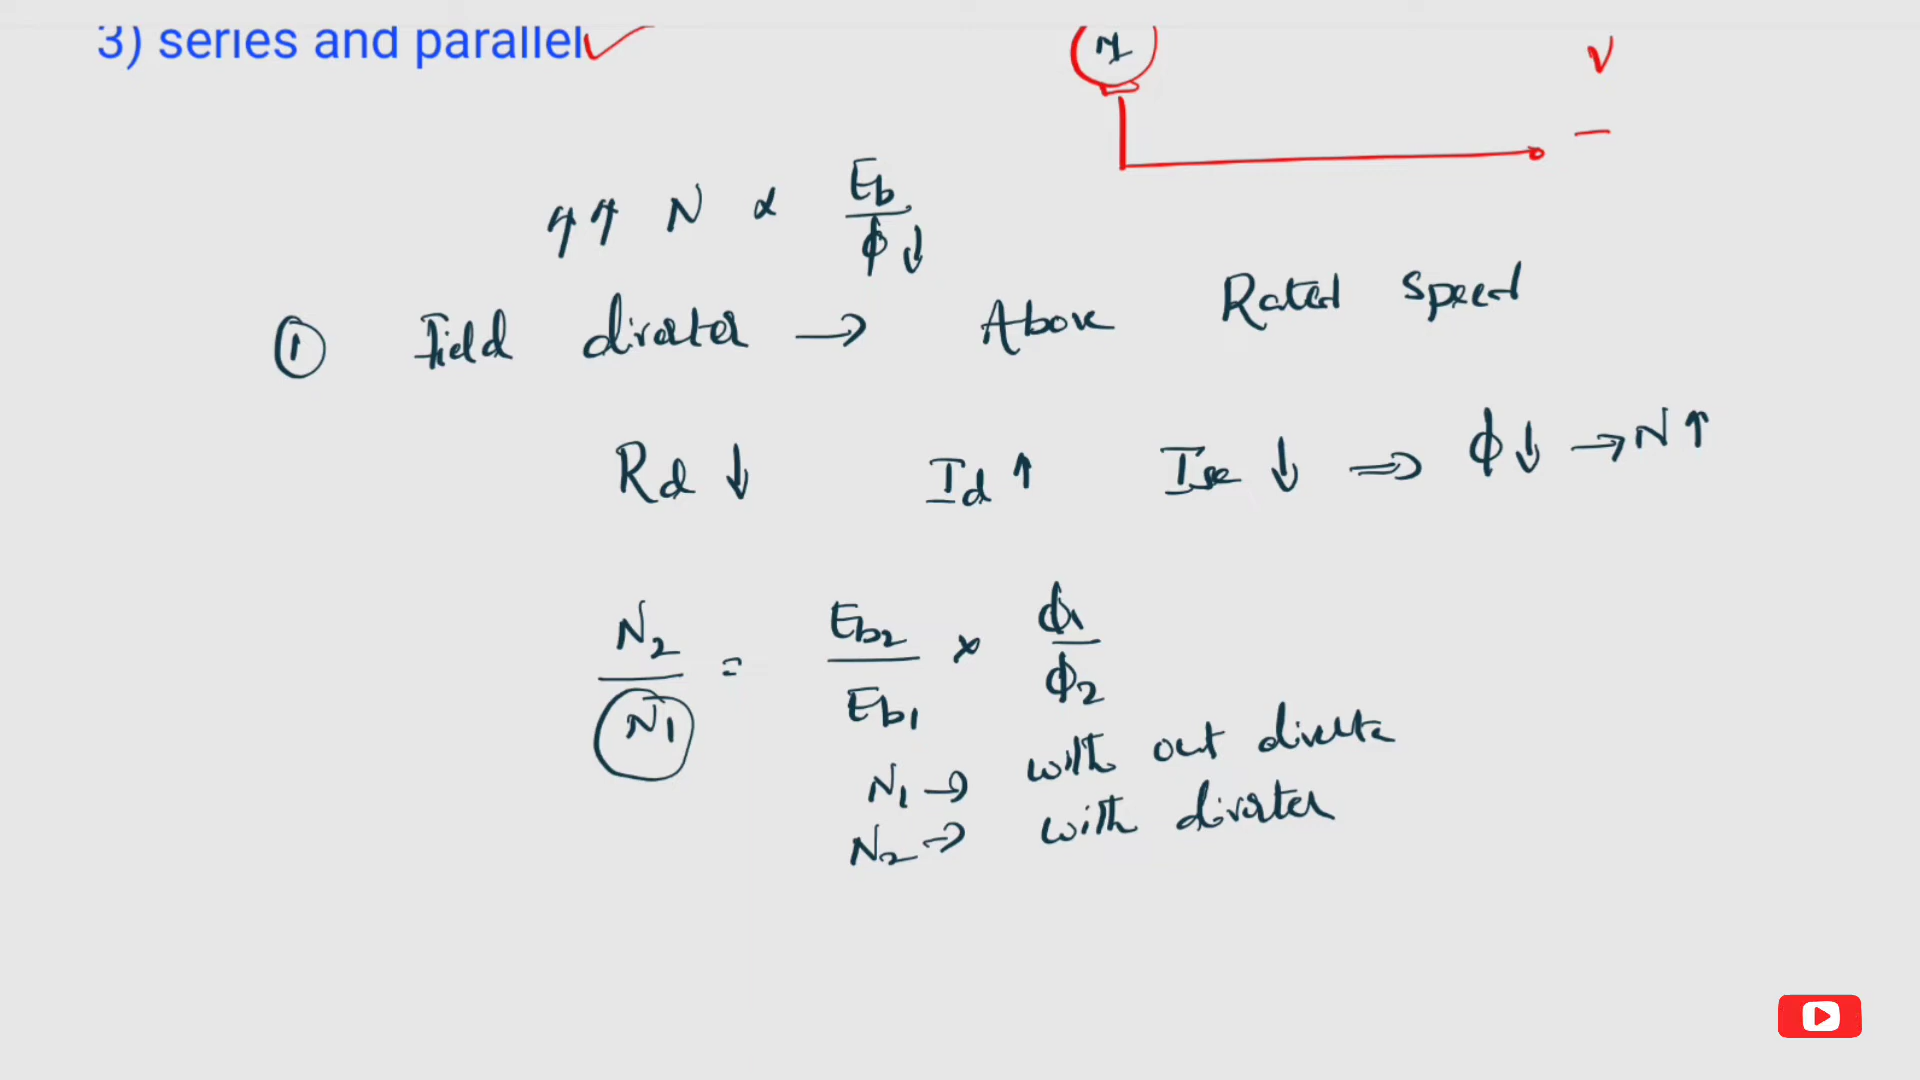 3) series and parallel
M
V
–
↑↑ N ∝ Eb / ϕ↓
① Field diverter → Above Rated Speed
Rd ↓ Id ↑ Ise ↓ ⇒ ϕ↓ → N↑
N2 / N1 = Eb2 / Eb1 × ϕ1 / ϕ2
N1 → with out diverte
N2 → with diverter